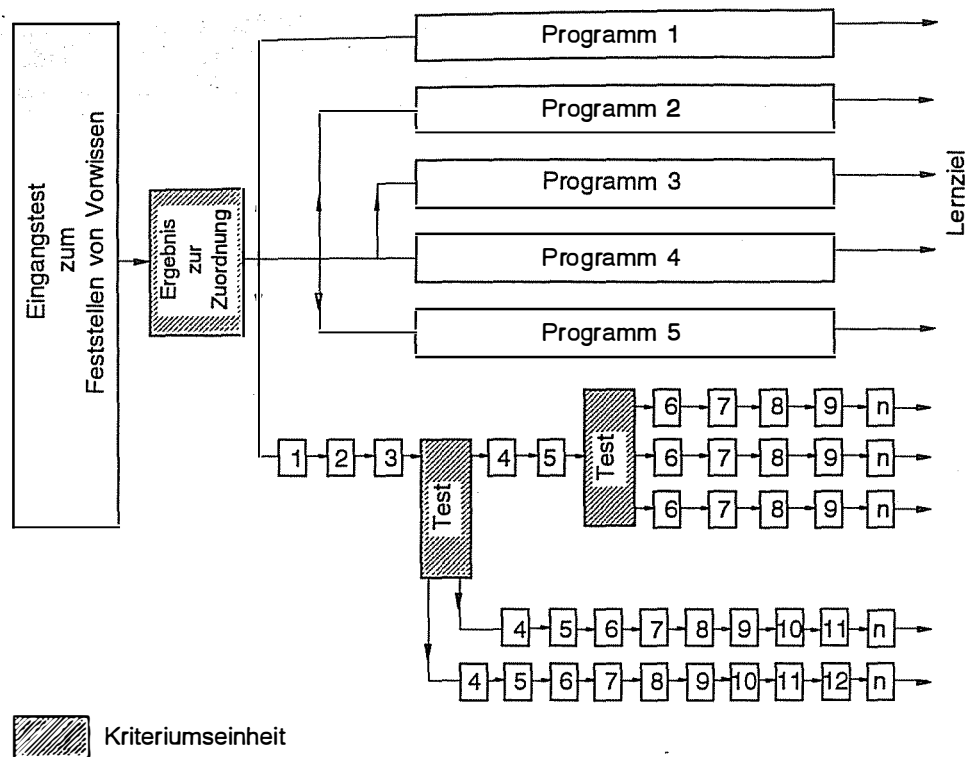 Eingangstest
zum
Feststellen von Vorwissen
Ergebnis
zur
Zuordnung
Programm 1
Programm 2
Programm 3
Programm 4
Programm 5
Lernziel
1 2 3 Test 4 5 Test
6 7 8 9 n
6 7 8 9 n
6 7 8 9 n
4 5 6 7 8 9 10 11 n
4 5 6 7 8 9 10 11 12 n
Kriteriumseinheit